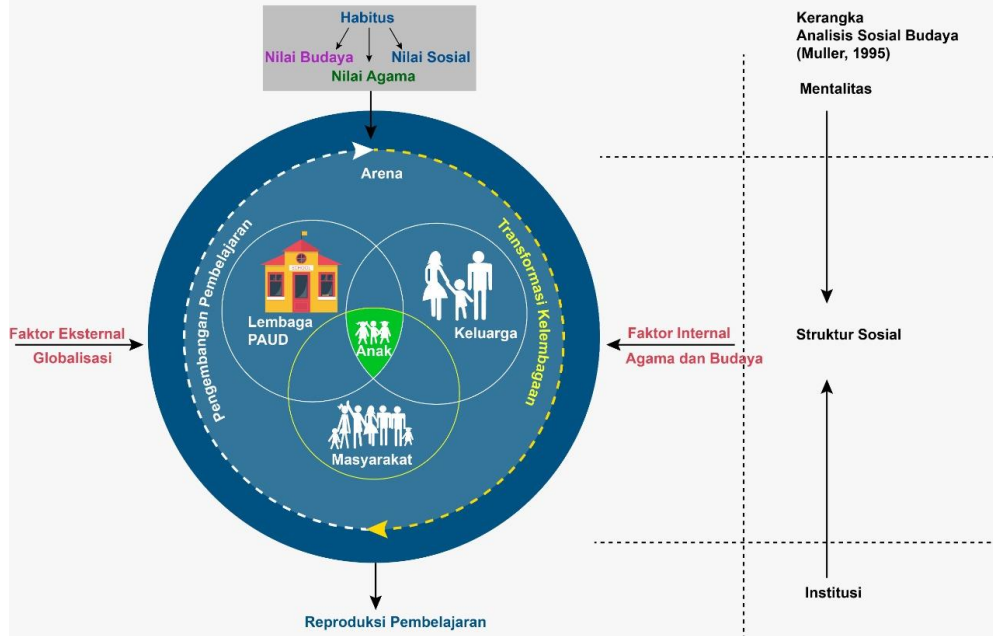 Habitus
Nilai Budaya
Nilai Sosial
Nilai Agama
Kerangka
Analisis Sosial Budaya
(Muller, 1995)
Mentalitas
Arena
Pengembangan Pembelajaran
Transformasi Kelembagaan
SCHOOL
Lembaga
PAUD
Keluarga
Anak
Masyarakat
Faktor Eksternal
Globalisasi
Faktor Internal
Agama dan Budaya
Struktur Sosial
Institusi
Reproduksi Pembelajaran